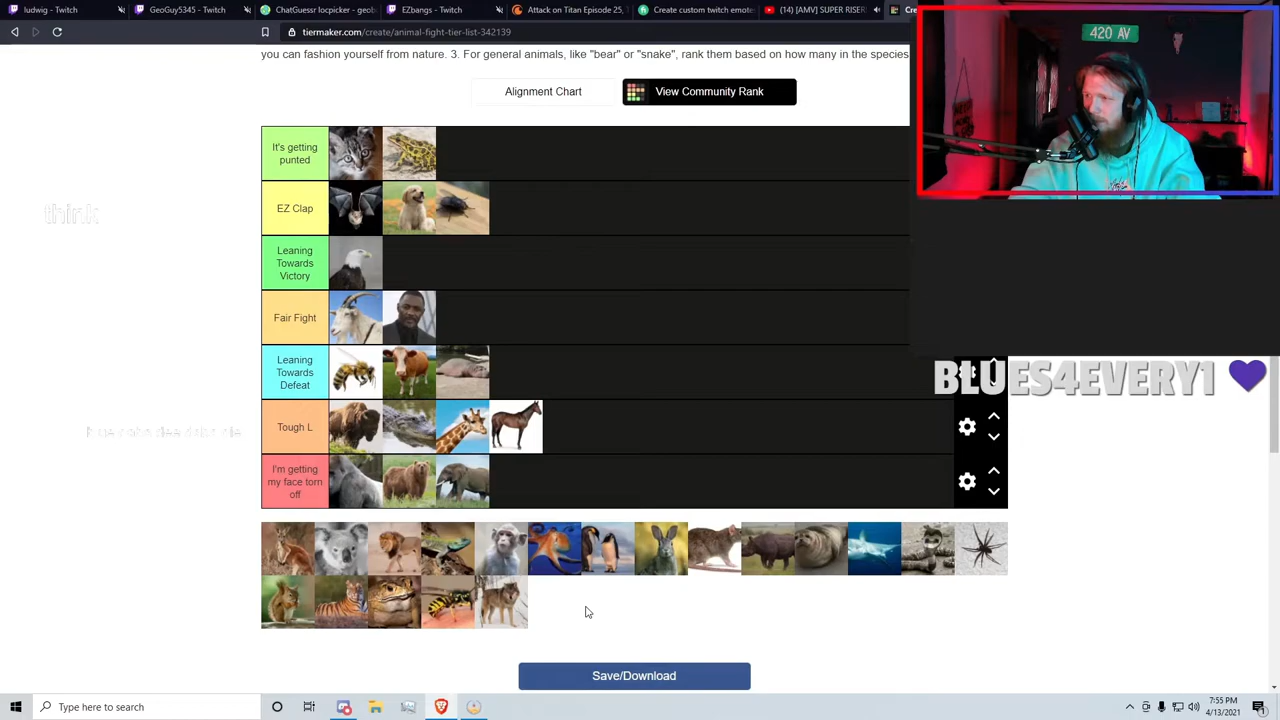 ludwig - Twitch
GeoGuy5345 - Twitch
ChatGuessr locpicker - geob
EZbangs - Twitch
Attack on Titan Episode 25,
Create custom twitch emote
(14) [AMV] SUPER RISER
Cre
tiermaker.com/create/animal-fight-tier-list-342139
you can fashion yourself from nature. 3. For general animals, like "bear" or "snake", rank them based on how many in the species
Alignment Chart
View Community Rank
420 AV
It's getting
punted
EZ Clap
think
Leaning
Towards
Victory
Fair Fight
Leaning
Towards
Defeat
BLUES4EVERY1
Tough L
I'm getting
my face torn
off
Save/Download
Type here to search
7:55 PM
4/13/2021